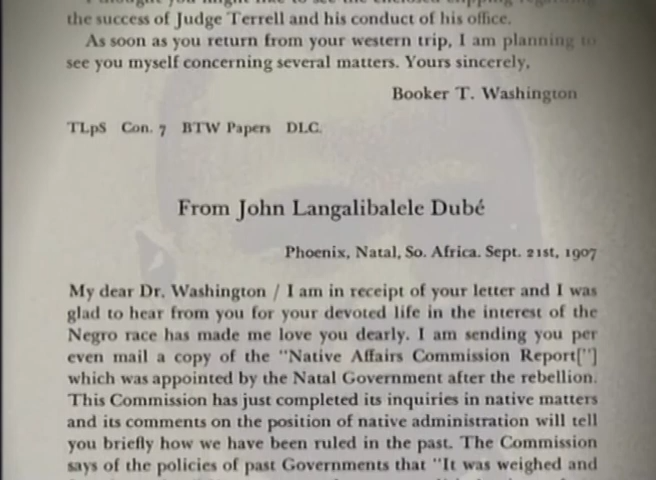 the success of Judge Terrell and his conduct of his office.
As soon as you return from your western trip, I am planning to
see you myself concerning several matters. Yours sincerely,
Booker T. Washington
TLpS Con. 7 BTW Papers DLC.
From John Langalibalele Dubé
Phoenix, Natal, So. Africa. Sept. 21st, 1907
My dear Dr. Washington / I am in receipt of your letter and I was
glad to hear from you for your devoted life in the interest of the
Negro race has made me love you dearly. I am sending you per
even mail a copy of the "Native Affairs Commission Report["]
which was appointed by the Natal Government after the rebellion.
This Commission has just completed its inquiries in native matters
and its comments on the position of native administration will tell
you briefly how we have been ruled in the past. The Commission
says of the policies of past Governments that "It was weighed and